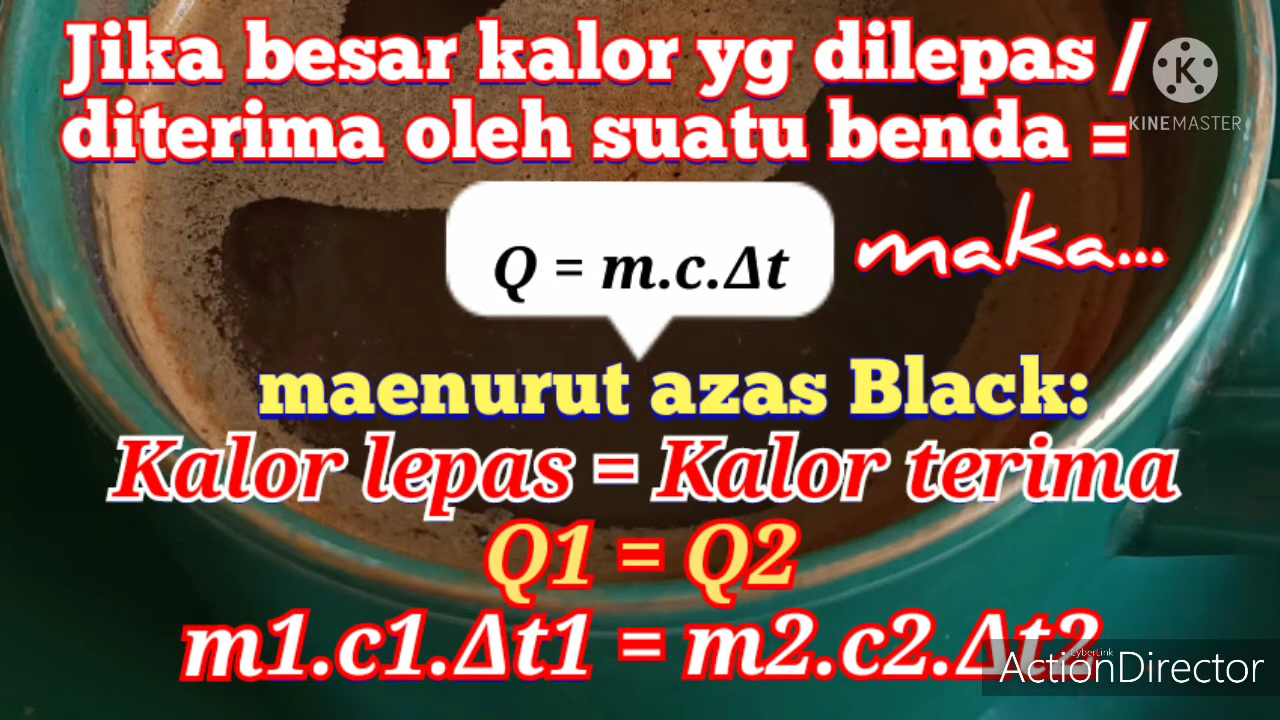 Jika besar kalor yg dilepas /
diterima oleh suatu benda =
K
KINEMASTER
Q = m.c.Δt
maka...
maenurut azas Black:
Kalor lepas = Kalor terima
Q1 = Q2
m1.c1.Δt1 = m2.c2.Δt2
CyberLink
ActionDirector